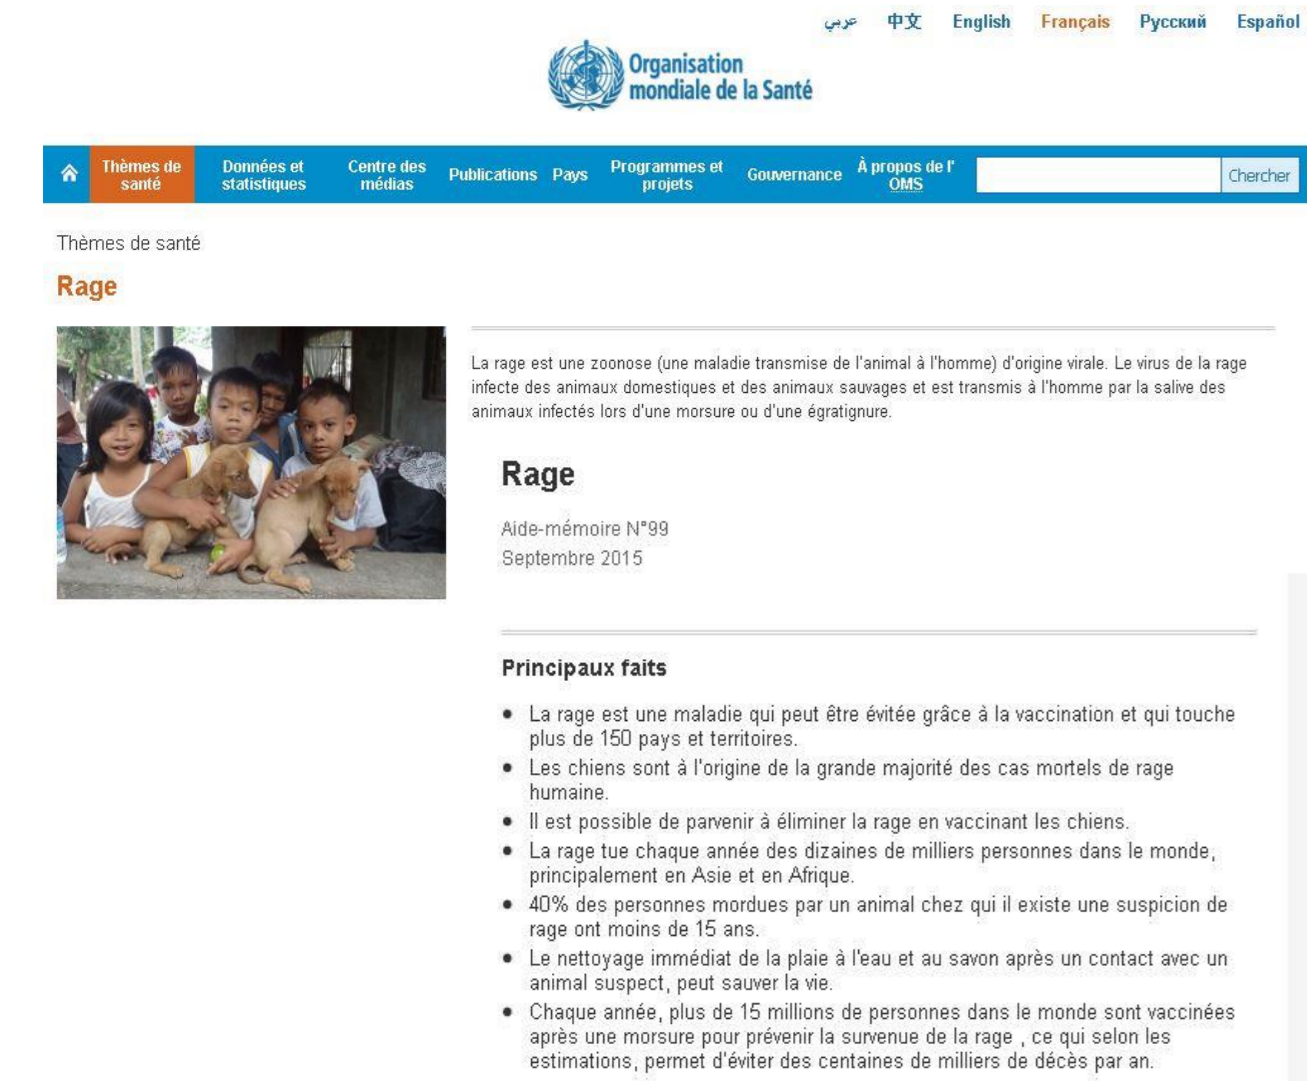 عربي 中文 English Français Русский Español
Organisation
mondiale de la Santé
Thèmes de santé Données et statistiques Centre des médias Publications Pays Programmes et projets Gouvernance À propos de l' OMS Chercher
Thèmes de santé
Rage
La rage est une zoonose (une maladie transmise de l'animal à l'homme) d'origine virale. Le virus de la rage
infecte des animaux domestiques et des animaux sauvages et est transmis à l'homme par la salive des
animaux infectés lors d'une morsure ou d'une égratignure.
Rage
Aide-mémoire N°99
Septembre 2015
Principaux faits
• La rage est une maladie qui peut être évitée grâce à la vaccination et qui touche
plus de 150 pays et territoires.
• Les chiens sont à l'origine de la grande majorité des cas mortels de rage
humaine.
• Il est possible de parvenir à éliminer la rage en vaccinant les chiens.
• La rage tue chaque année des dizaines de milliers personnes dans le monde,
principalement en Asie et en Afrique.
• 40% des personnes mordues par un animal chez qui il existe une suspicion de
rage ont moins de 15 ans.
• Le nettoyage immédiat de la plaie à l'eau et au savon après un contact avec un
animal suspect, peut sauver la vie.
• Chaque année, plus de 15 millions de personnes dans le monde sont vaccinées
après une morsure pour prévenir la survenue de la rage , ce qui selon les
estimations, permet d'éviter des centaines de milliers de décès par an.